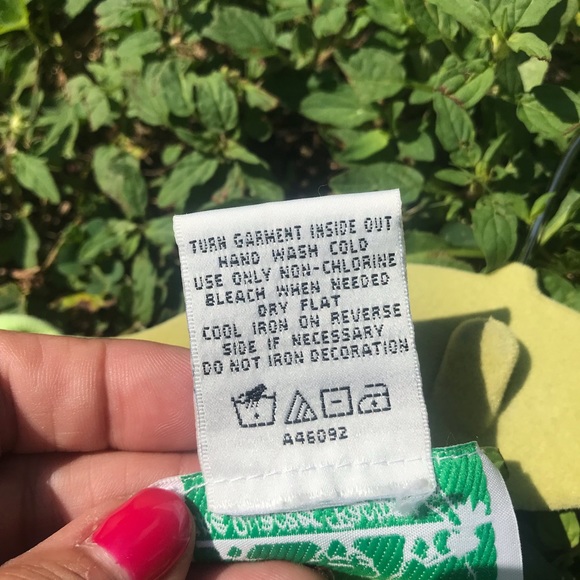 TURN GARMENT INSIDE OUT
HAND WASH COLD
USE ONLY NON-CHLORINE
BLEACH WHEN NEEDED
DRY FLAT
COOL IRON ON REVERSE
SIDE IF NECESSARY
DO NOT IRON DECORATION
A46092